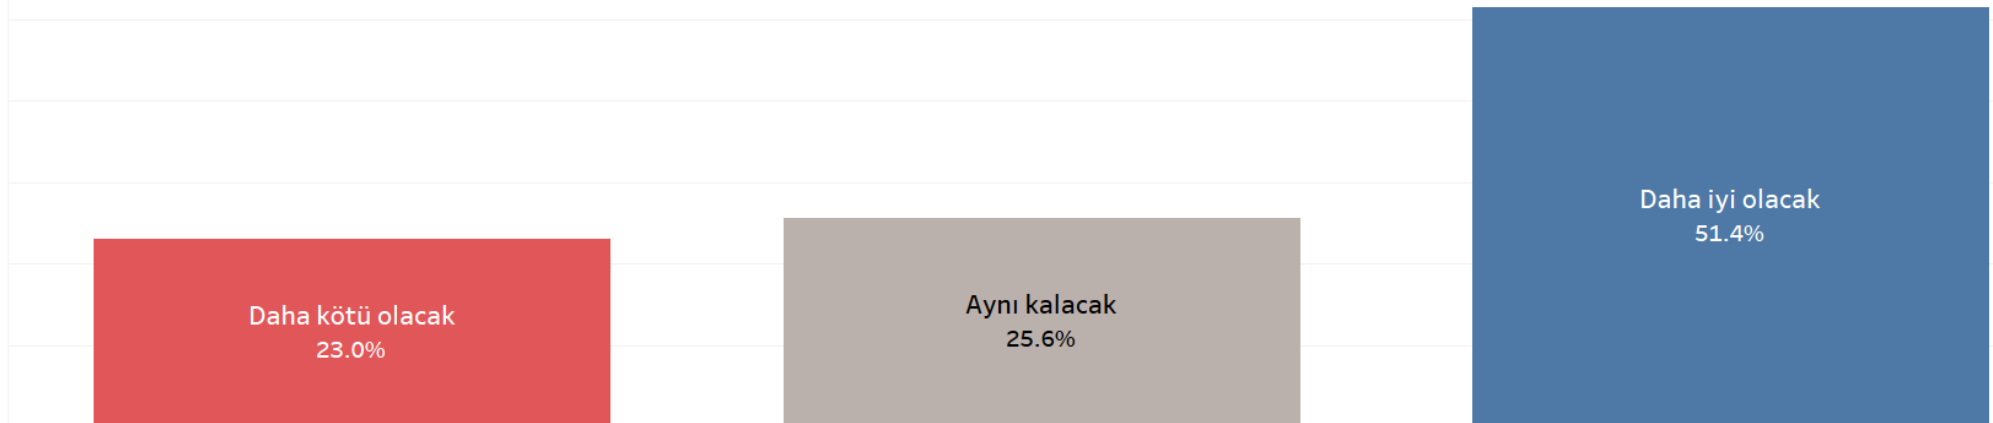 Daha kötü olacak
23.0%
Aynı kalacak
25.6%
Daha iyi olacak
51.4%